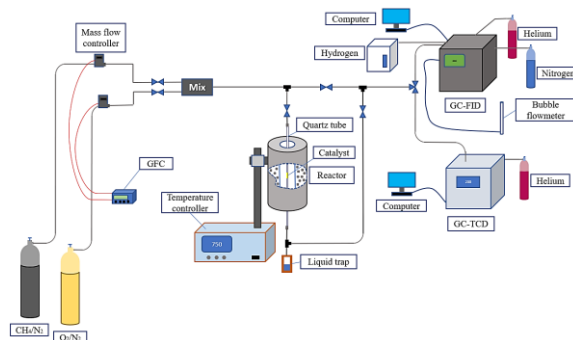 Computer
Mass flow
controller
Helium
Hydrogen
Nitrogen
Mix
GC-FID
Bubble
flowmeter
Quartz tube
Catalyst
GFC
Reactor
Helium
Temperature
controller
Computer
GC-TCD
750
Liquid trap
CH₄/N₂
O₂/N₂